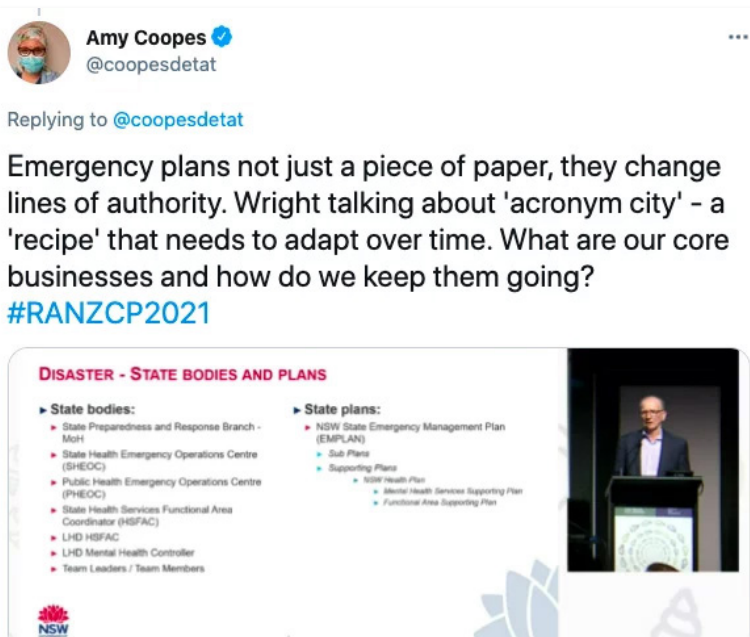 Amy Coopes
@coopesdetat
Replying to @coopesdetat
Emergency plans not just a piece of paper, they change
lines of authority. Wright talking about 'acronym city' - a
'recipe' that needs to adapt over time. What are our core
businesses and how do we keep them going?
#RANZCP2021
DISASTER - STATE BODIES AND PLANS
State bodies:
State Preparedness and Response Branch -
MoH
State Health Emergency Operations Centre
(SHEOC)
Public Health Emergency Operations Centre
(PHEOC)
State Health Services Functional Area
Coordinator (HSFAC)
LHD HSFAC
LHD Mental Health Controller
Team Leaders / Team Members
State plans:
NSW State Emergency Management Plan
(EMPLAN)
Sub Plans
Supporting Plans
NSW Health Plan
Mental Health Services Supporting Plan
Functional Area Supporting Plan
NSW